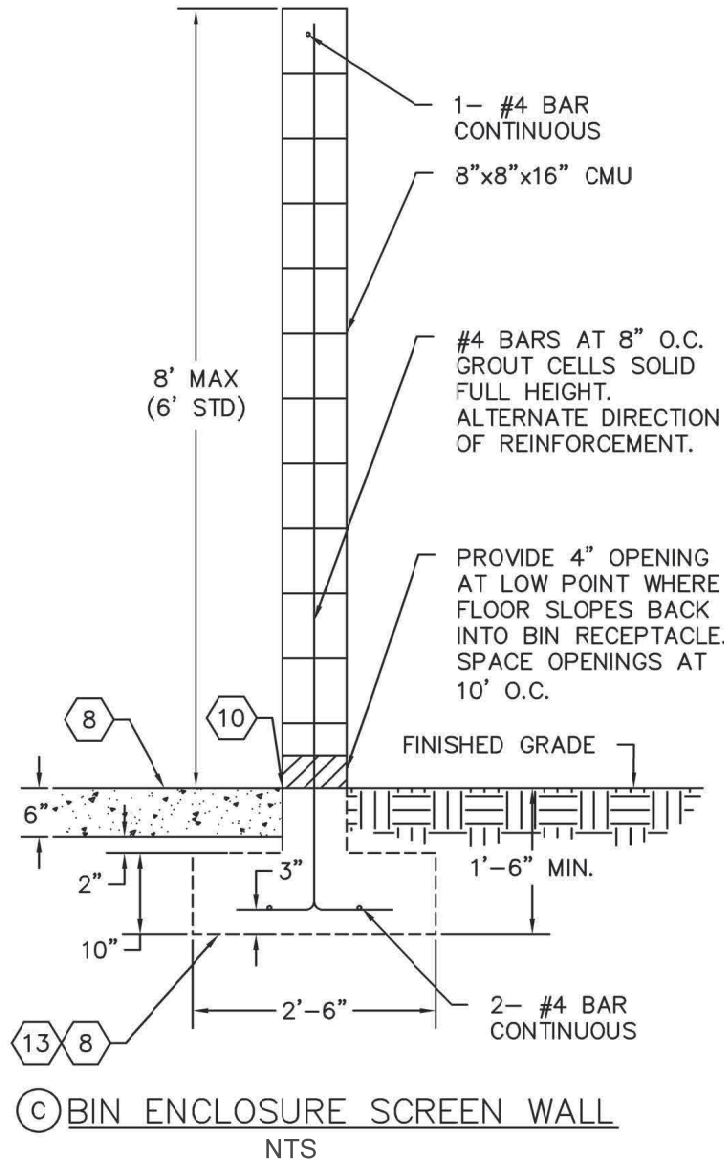 1- #4 BAR
CONTINUOUS
8"x8"x16" CMU
#4 BARS AT 8" O.C.
GROUT CELLS SOLID
FULL HEIGHT.
ALTERNATE DIRECTION
OF REINFORCEMENT.
8' MAX
(6' STD)
PROVIDE 4" OPENING
AT LOW POINT WHERE
FLOOR SLOPES BACK
INTO BIN RECEPTACLE.
SPACE OPENINGS AT
10' O.C.
8
10
FINISHED GRADE
6"
2"
3"
1'-6" MIN.
10"
2'-6"
2- #4 BAR
CONTINUOUS
13 8
C BIN ENCLOSURE SCREEN WALL
NTS